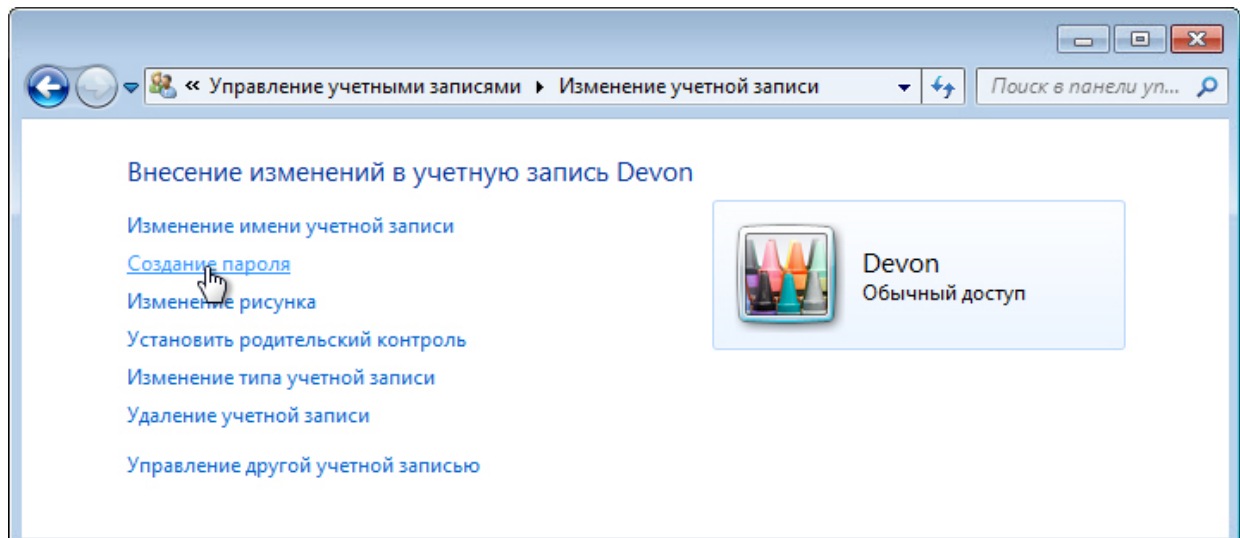 « Управление учетными записями Изменение учетной записи Поиск в панели уп...
Внесение изменений в учетную запись Devon
Изменение имени учетной записи
Создание пароля
Изменение рисунка
Установить родительский контроль
Изменение типа учетной записи
Удаление учетной записи
Управление другой учетной записью
Devon
Обычный доступ